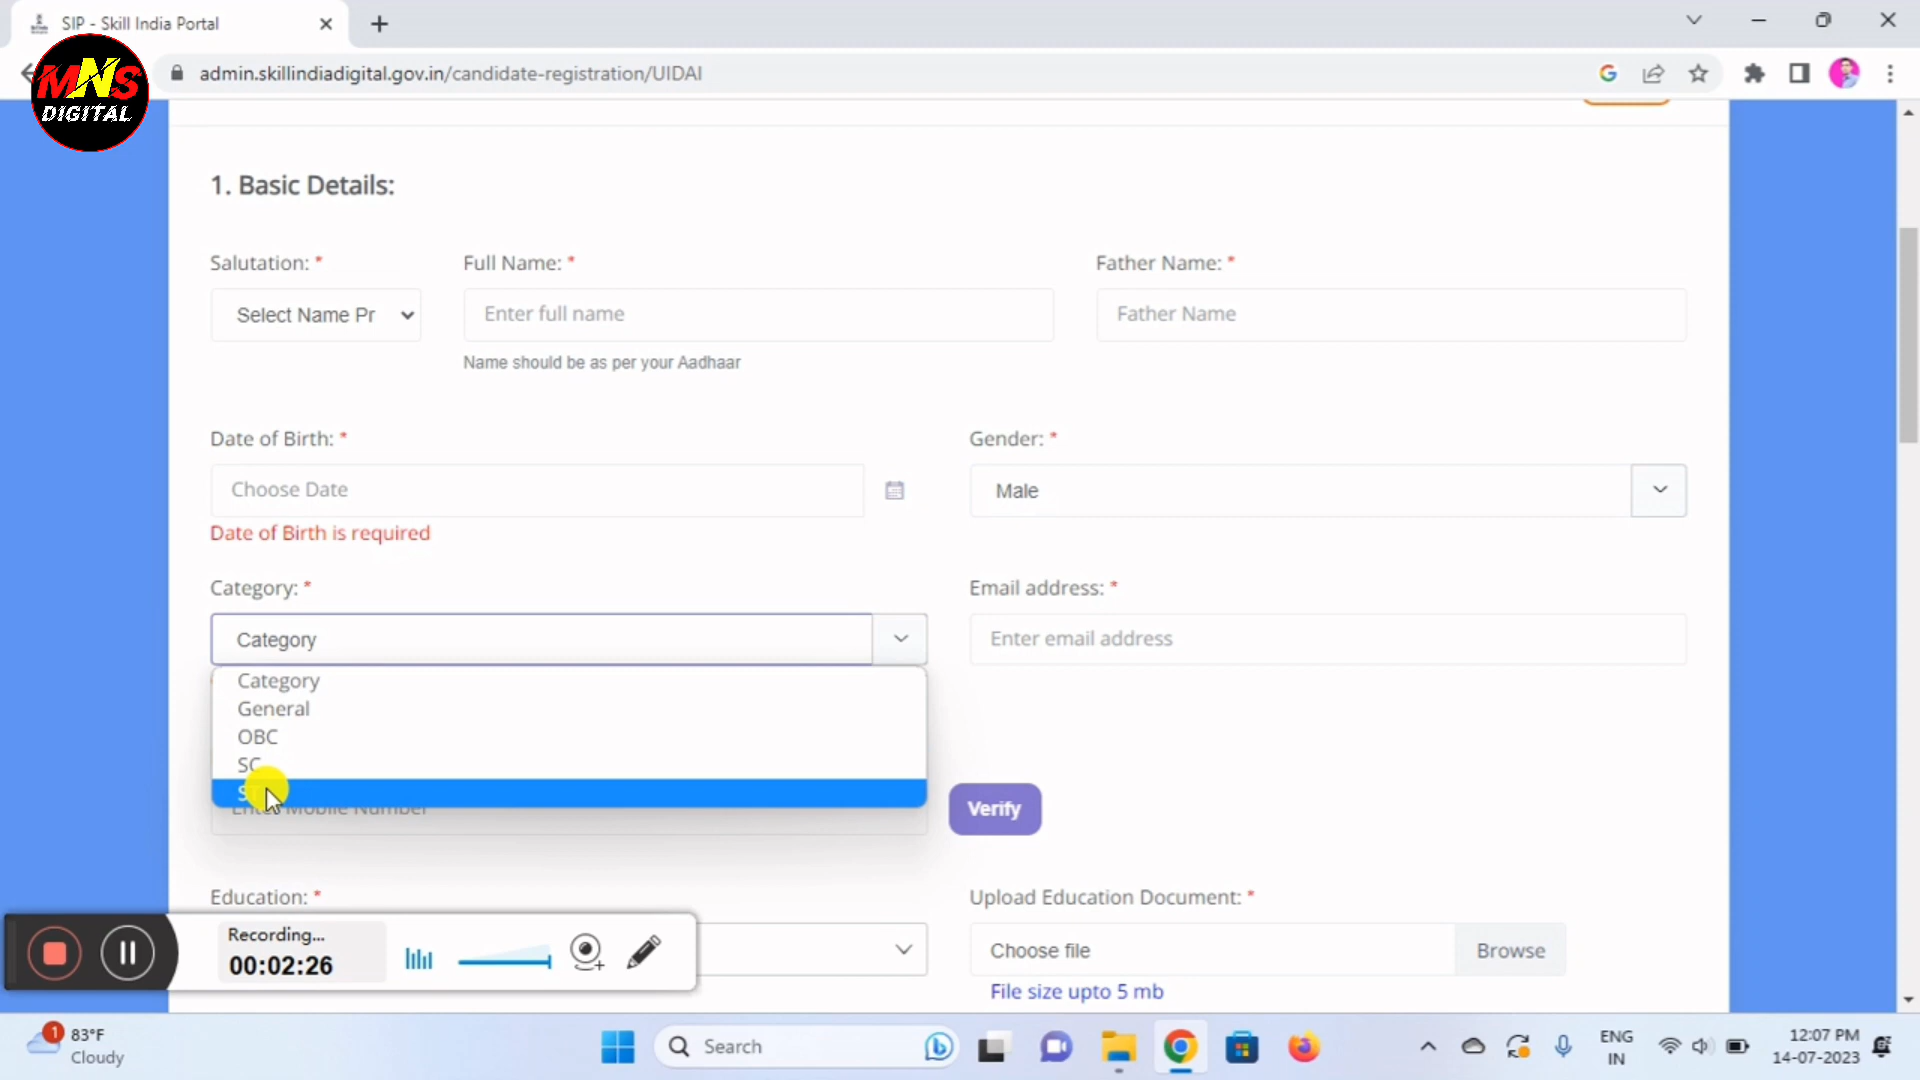 SIP - Skill India Portal
admin.skillindiadigital.gov.in/candidate-registration/UIDAI
MNS
DIGITAL
1. Basic Details:
Salutation: *
Full Name: *
Father Name: *
Select Name Pr
Enter full name
Father Name
Name should be as per your Aadhaar
Date of Birth: *
Gender: *
Choose Date
Male
Date of Birth is required
Category: *
Email address: *
Category
Enter email address
Category
General
OBC
SC
Enter Mobile Number
Verify
Education: *
Upload Education Document: *
Recording...
00:02:26
Choose file
Browse
File size upto 5 mb
1
83°F
Cloudy
Search
ENG
IN
12:07 PM
14-07-2023